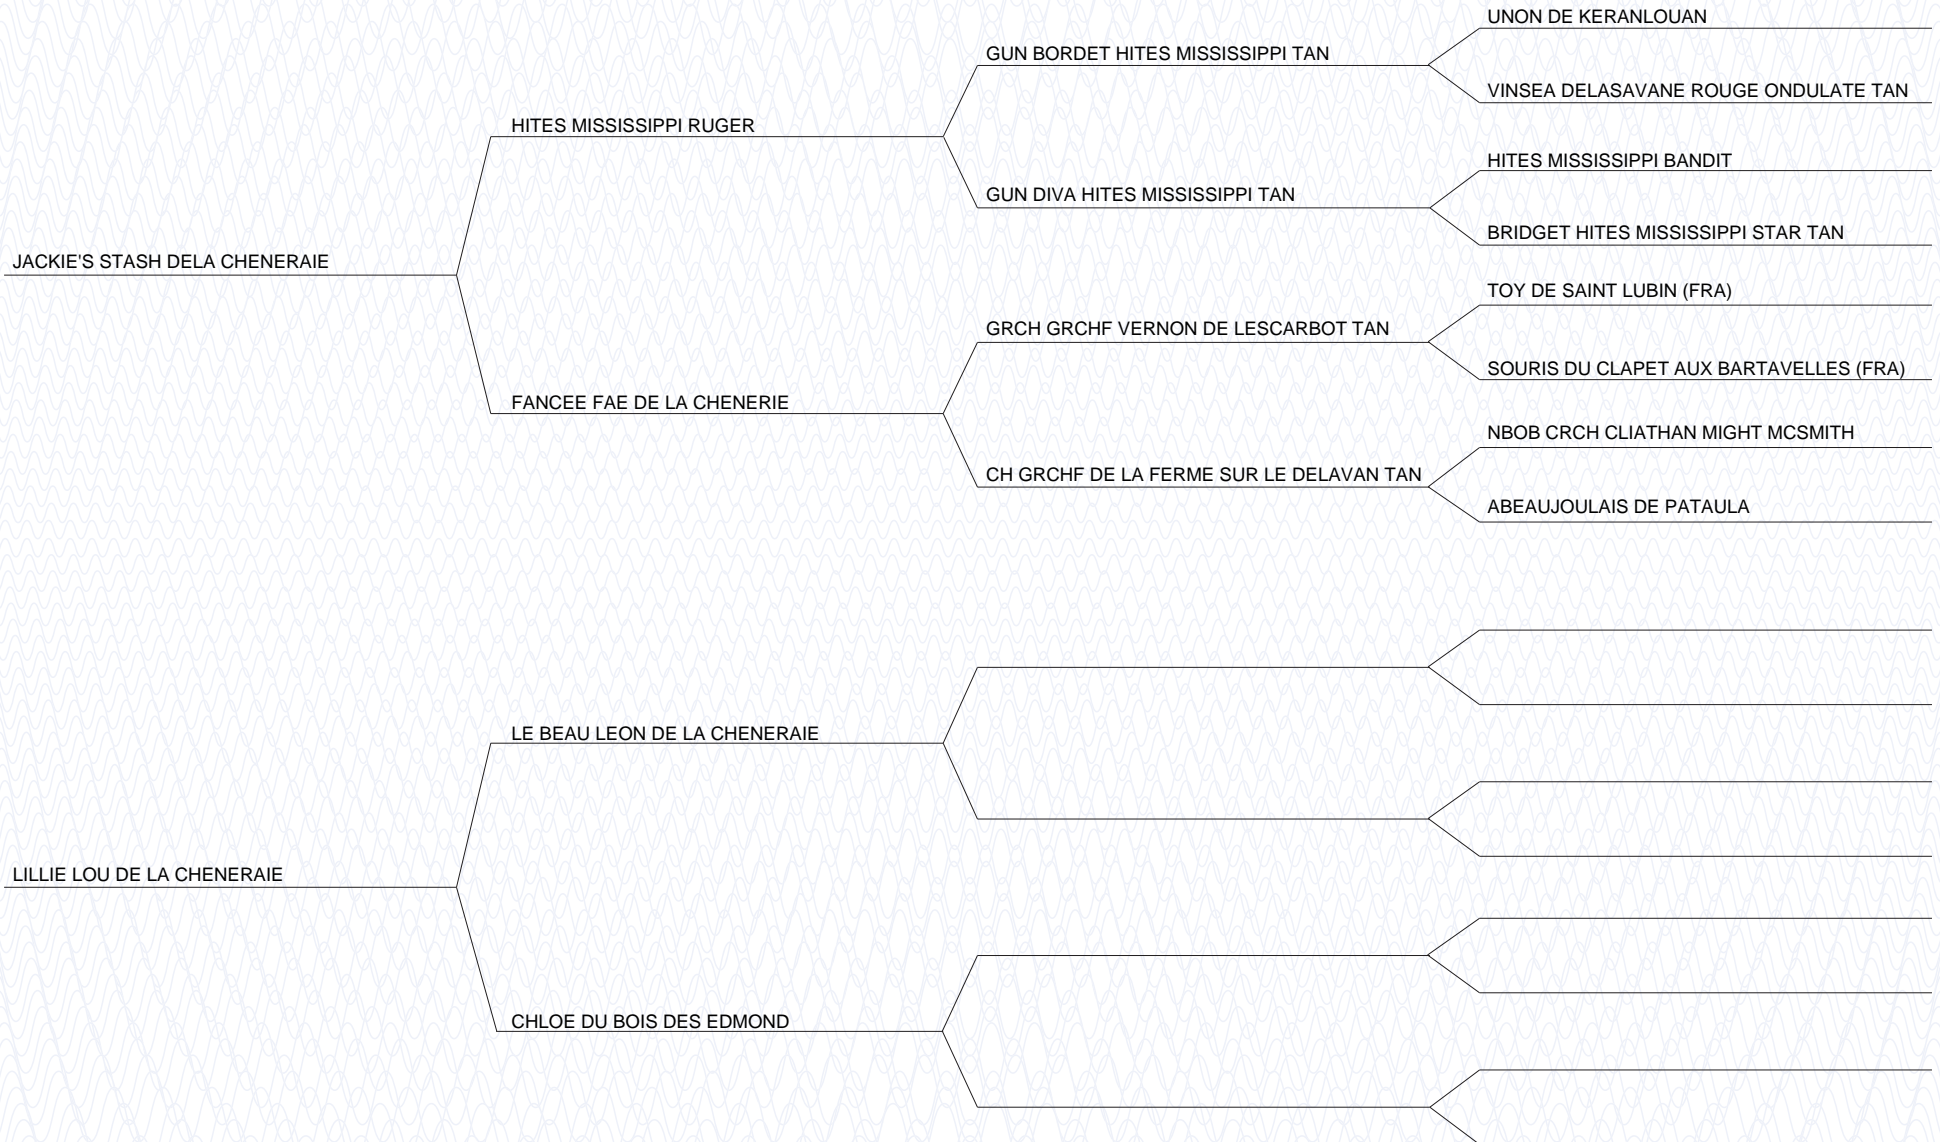 UNON DE KERANLOUAN
GUN BORDET HITES MISSISSIPPI TAN
VINSEA DELASAVANE ROUGE ONDULATE TAN
HITES MISSISSIPPI RUGER
HITES MISSISSIPPI BANDIT
GUN DIVA HITES MISSISSIPPI TAN
BRIDGET HITES MISSISSIPPI STAR TAN
JACKIE'S STASH DELA CHENERAIE
TOY DE SAINT LUBIN (FRA)
GRCH GRCHF VERNON DE LESCARBOT TAN
SOURIS DU CLAPET AUX BARTAVELLES (FRA)
FANCEE FAE DE LA CHENERIE
NBOB CRCH CLIATHAN MIGHT MCSMITH
CH GRCHF DE LA FERME SUR LE DELAVAN TAN
ABEAUJOULAIS DE PATAULA
LE BEAU LEON DE LA CHENERAIE
LILLIE LOU DE LA CHENERAIE
CHLOE DU BOIS DES EDMOND